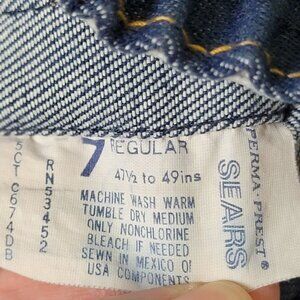 7 REGULAR
47½ to 49ins
MACHINE WASH WARM
TUMBLE DRY MEDIUM
ONLY NONCHLORINE
BLEACH IF NEEDED
SEWN IN MEXICO OF
USA COMPONENTS
RN53452
CTC674DB
PERMA-PREST®
SEARS